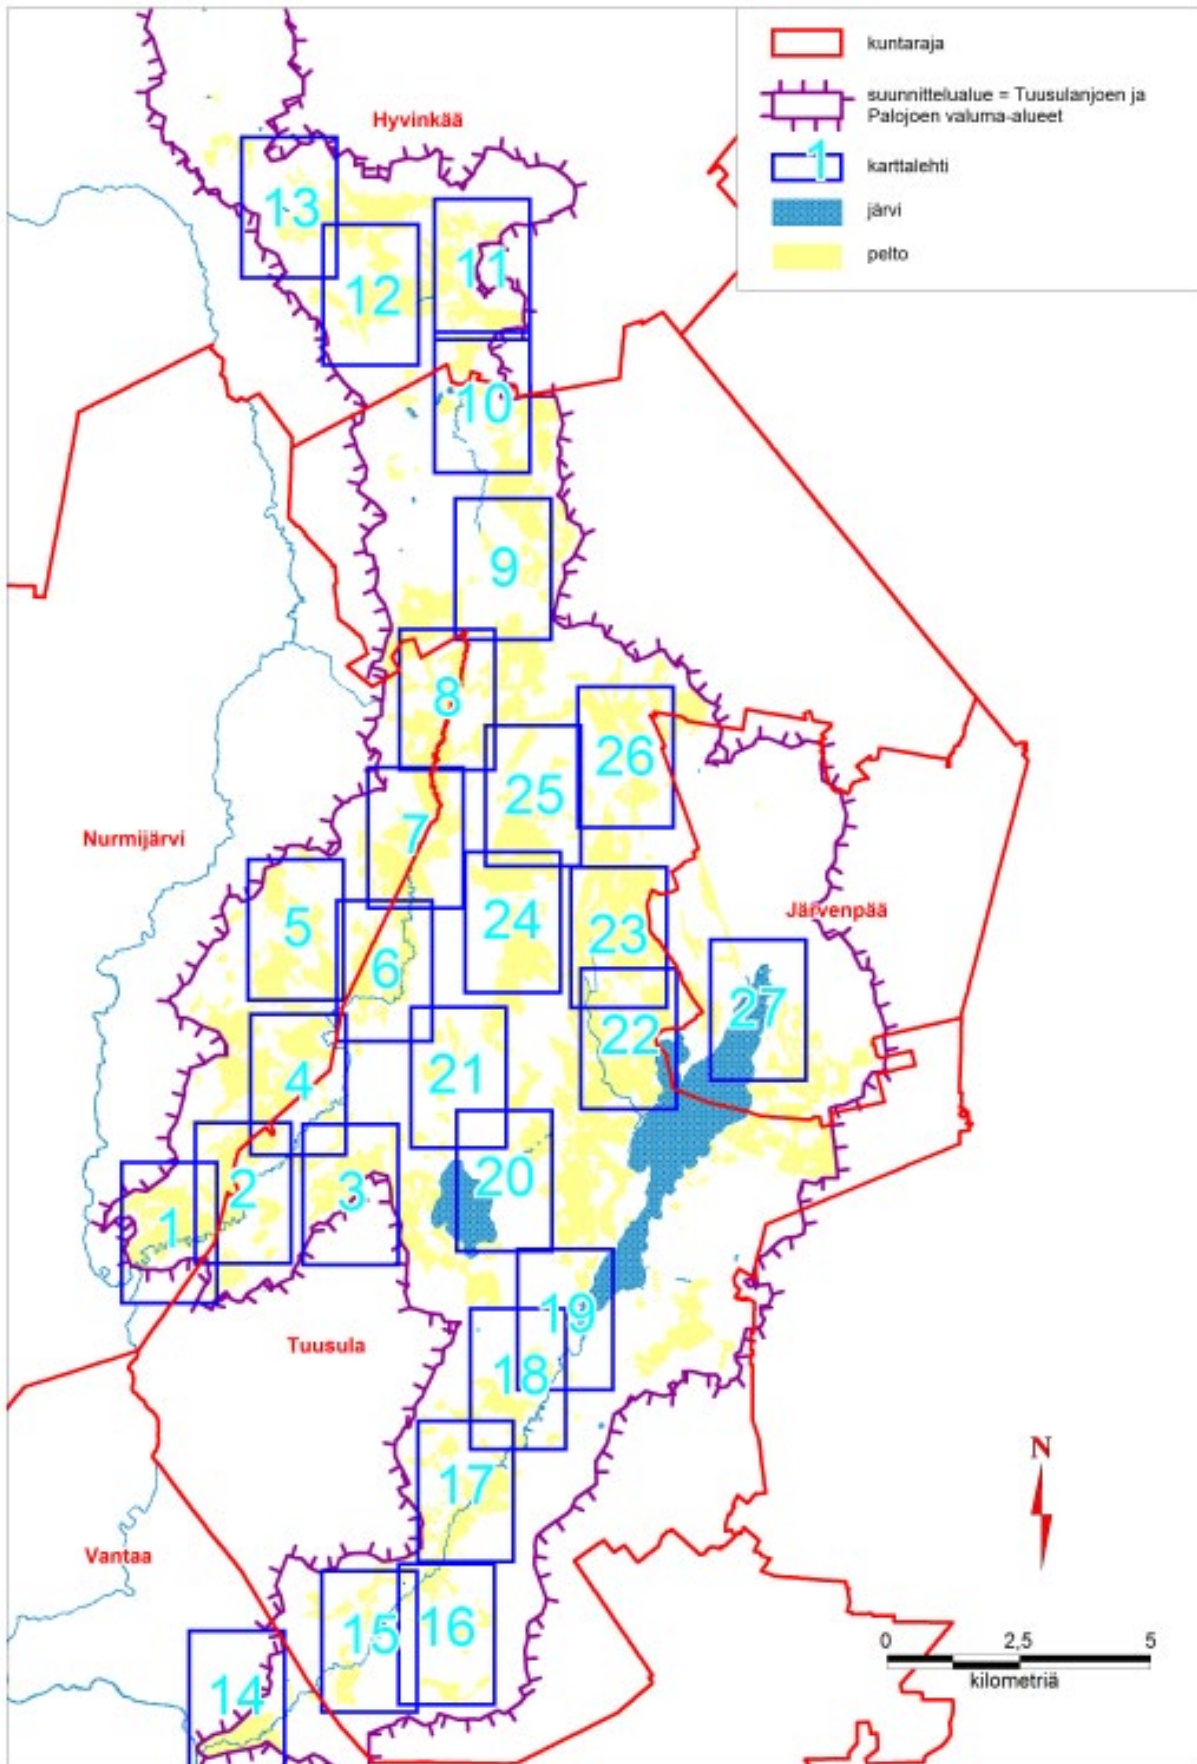 kuntaraja
suunnittelualue = Tuusulanjoen ja
Palojoen valuma-alueet
1
karttalehti
järvi
pelto
Hyvinkää
13
11
12
10
9
8
26
25
7
Nurmijärvi
Järvenpää
5
24
23
6
27
22
4
21
20
2
3
1
19
Tuusula
18
17
N
Vantaa
15
16
14
0
2,5
5
kilometriä